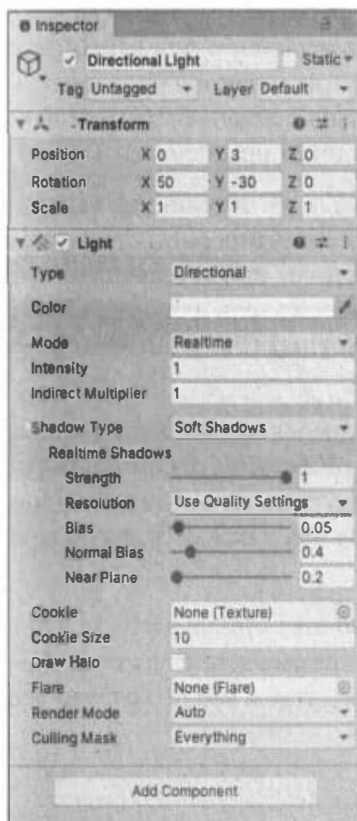 Inspector
Directional Light Static
Tag Untagged Layer Default
Transform
Position X 0 Y 3 Z 0
Rotation X 50 Y -30 Z 0
Scale X 1 Y 1 Z 1
Light
Type Directional
Color
Mode Realtime
Intensity 1
Indirect Multiplier 1
Shadow Type Soft Shadows
Realtime Shadows
Strength 1
Resolution Use Quality Settings
Bias 0.05
Normal Bias 0.4
Near Plane 0.2
Cookie None (Texture)
Cookie Size 10
Draw Halo
Flare None (Flare)
Render Mode Auto
Culling Mask Everything
Add Component